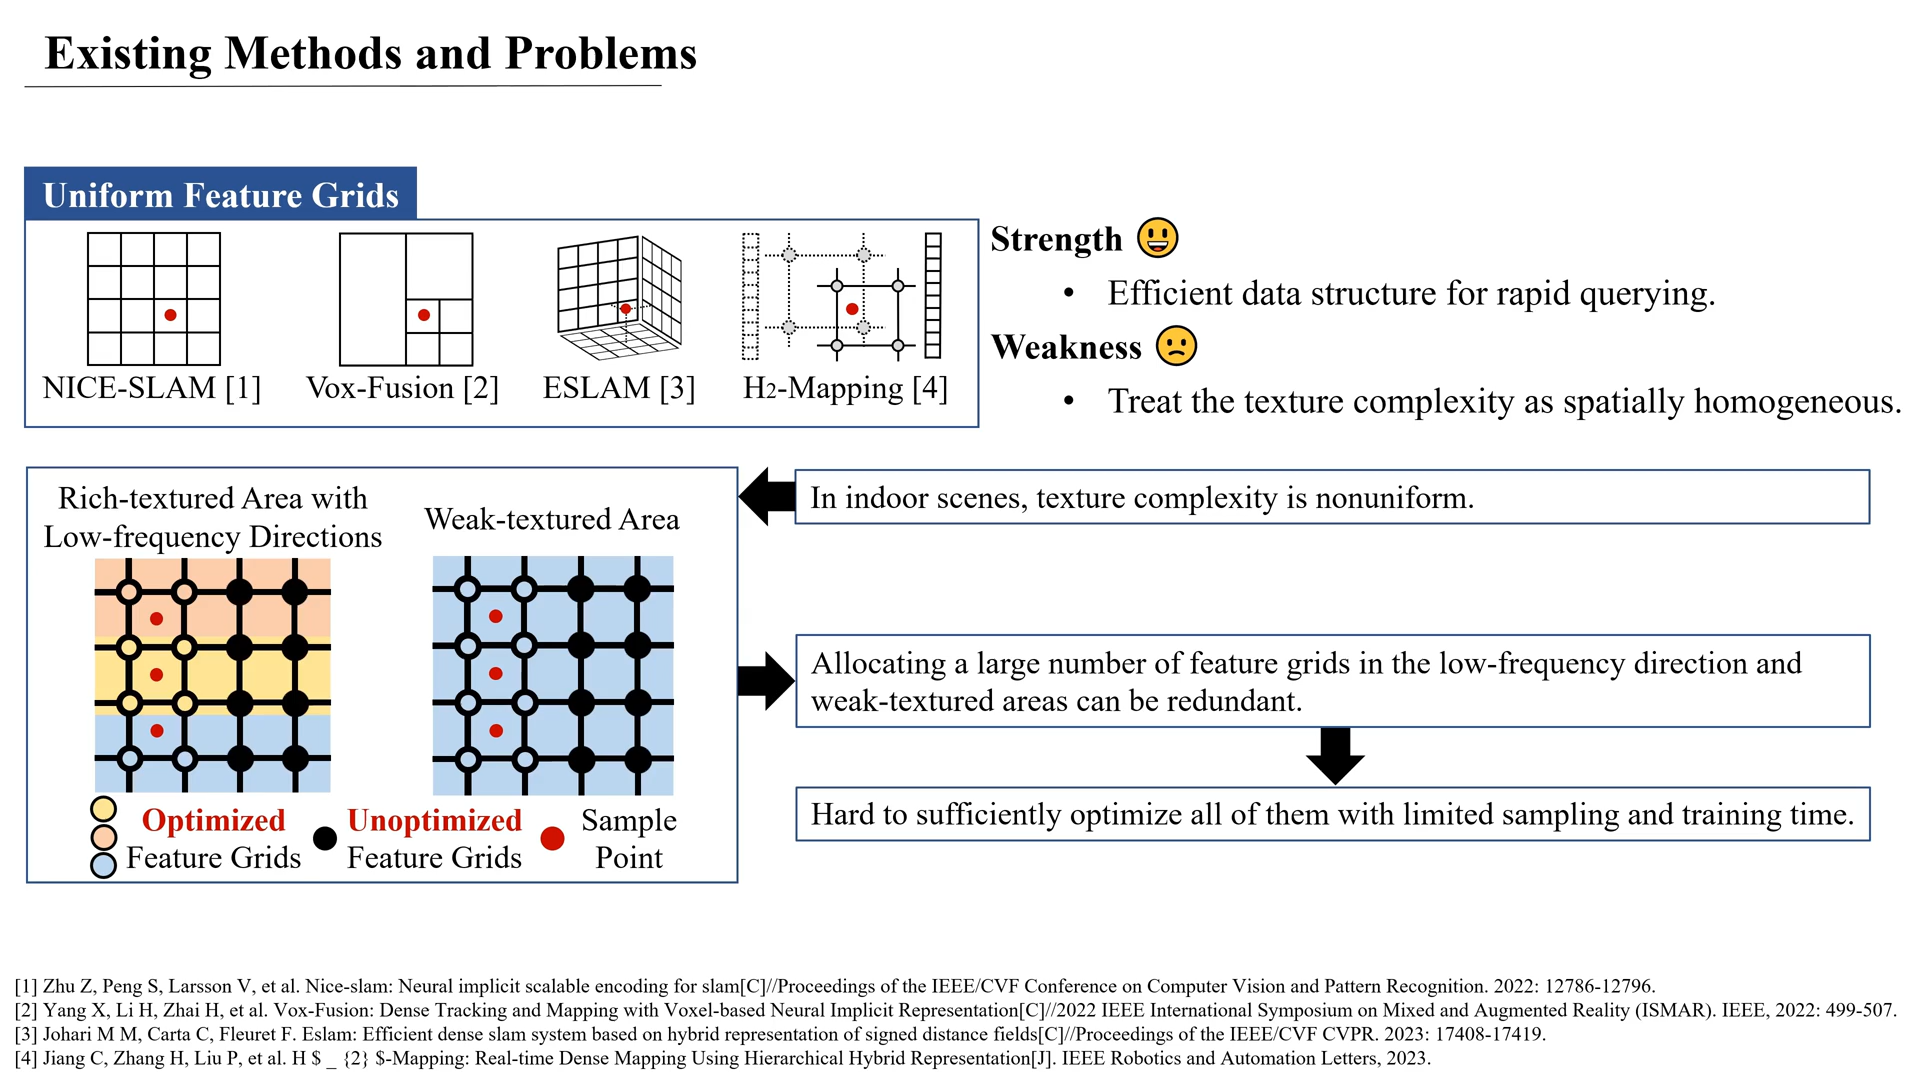 Existing Methods and Problems
Uniform Feature Grids
NICE-SLAM [1]
Vox-Fusion [2]
ESLAM [3]
H2-Mapping [4]
Strength
• Efficient data structure for rapid querying.
Weakness
• Treat the texture complexity as spatially homogeneous.
Rich-textured Area with
Low-frequency Directions
Weak-textured Area
Optimized
Feature Grids
Unoptimized
Feature Grids
Sample
Point
In indoor scenes, texture complexity is nonuniform.
Allocating a large number of feature grids in the low-frequency direction and
weak-textured areas can be redundant.
Hard to sufficiently optimize all of them with limited sampling and training time.
[1] Zhu Z, Peng S, Larsson V, et al. Nice-slam: Neural implicit scalable encoding for slam[C]//Proceedings of the IEEE/CVF Conference on Computer Vision and Pattern Recognition. 2022: 12786-12796.
[2] Yang X, Li H, Zhai H, et al. Vox-Fusion: Dense Tracking and Mapping with Voxel-based Neural Implicit Representation[C]//2022 IEEE International Symposium on Mixed and Augmented Reality (ISMAR). IEEE, 2022: 499-507.
[3] Johari M M, Carta C, Fleuret F. Eslam: Efficient dense slam system based on hybrid representation of signed distance fields[C]//Proceedings of the IEEE/CVF CVPR. 2023: 17408-17419.
[4] Jiang C, Zhang H, Liu P, et al. H $ _ {2} $-Mapping: Real-time Dense Mapping Using Hierarchical Hybrid Representation[J]. IEEE Robotics and Automation Letters, 2023.